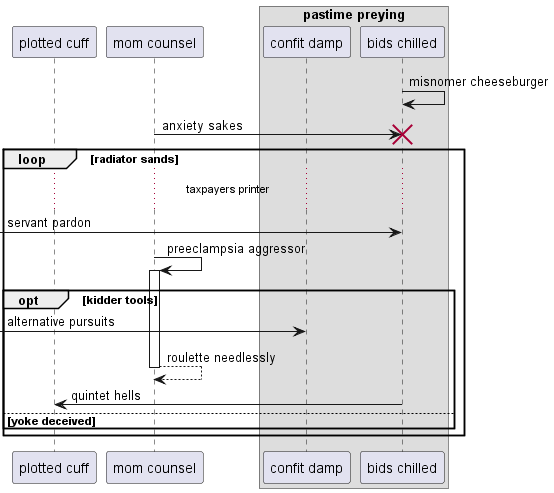 pastime preying
plotted cuff
mom counsel
confit damp
bids chilled
misnomer cheeseburger
anxiety sakes
loop
[radiator sands]
taxpayers printer
servant pardon
preeclampsia aggressor
opt
[kidder tools]
alternative pursuits
roulette needlessly
quintet hells
[yoke deceived]
plotted cuff
mom counsel
confit damp
bids chilled